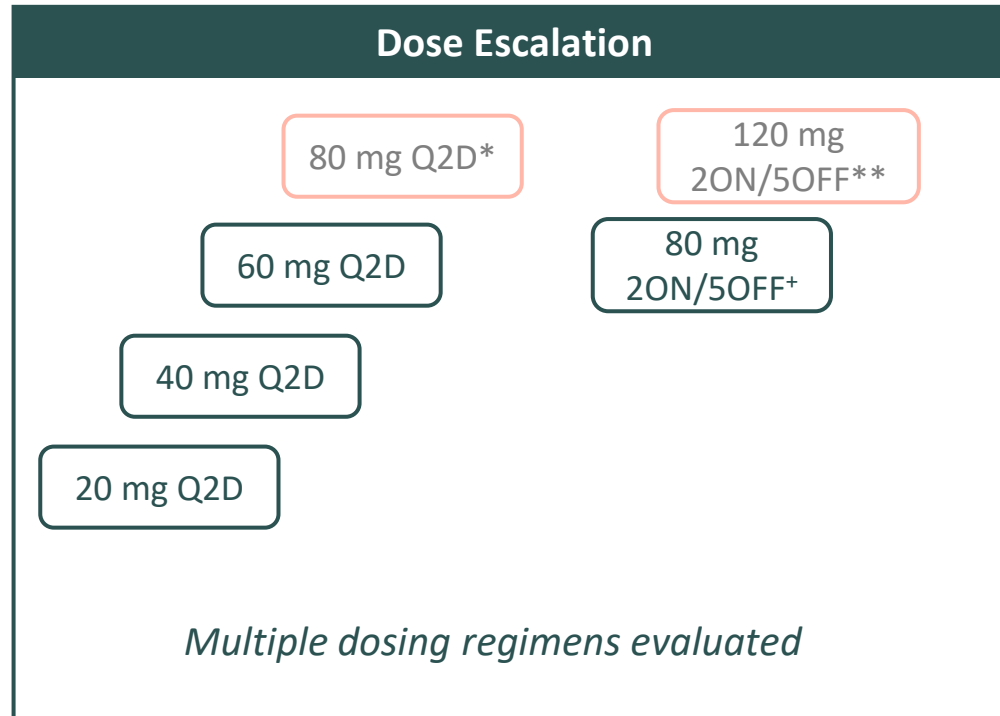 Dose Escalation
80 mg Q2D*
120 mg
2ON/5OFF**
60 mg Q2D
80 mg
2ON/5OFF⁺
40 mg Q2D
20 mg Q2D
Multiple dosing regimens evaluated